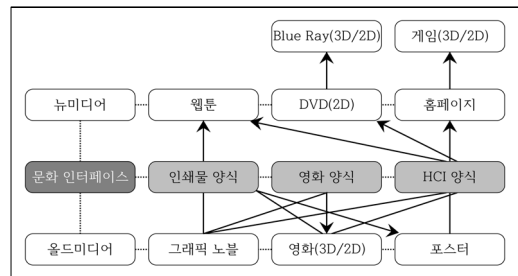 Blue Ray(3D/2D)
게임(3D/2D)
뉴미디어
웹툰
DVD(2D)
홈페이지
문화 인터페이스
인쇄물 양식
영화 양식
HCI 양식
올드미디어
그래픽 노블
영화(3D/2D)
포스터